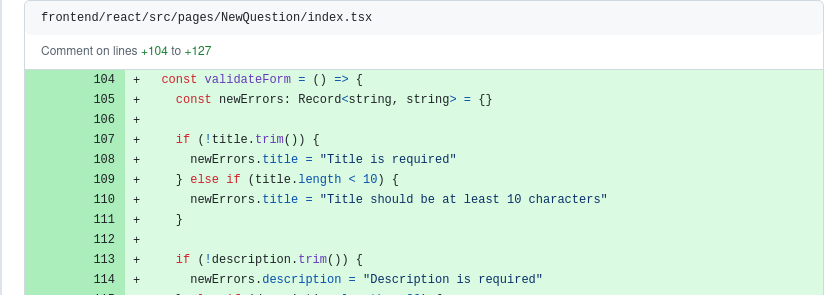 frontend/react/src/pages/NewQuestion/index.tsx
Comment on lines +104 to +127
104 + const validateForm = () => {
105 + const newErrors: Record<string, string> = {}
106 +
107 + if (!title.trim()) {
108 + newErrors.title = "Title is required"
109 + } else if (title.length < 10) {
110 + newErrors.title = "Title should be at least 10 characters"
111 + }
112 +
113 + if (!description.trim()) {
114 + newErrors.description = "Description is required"